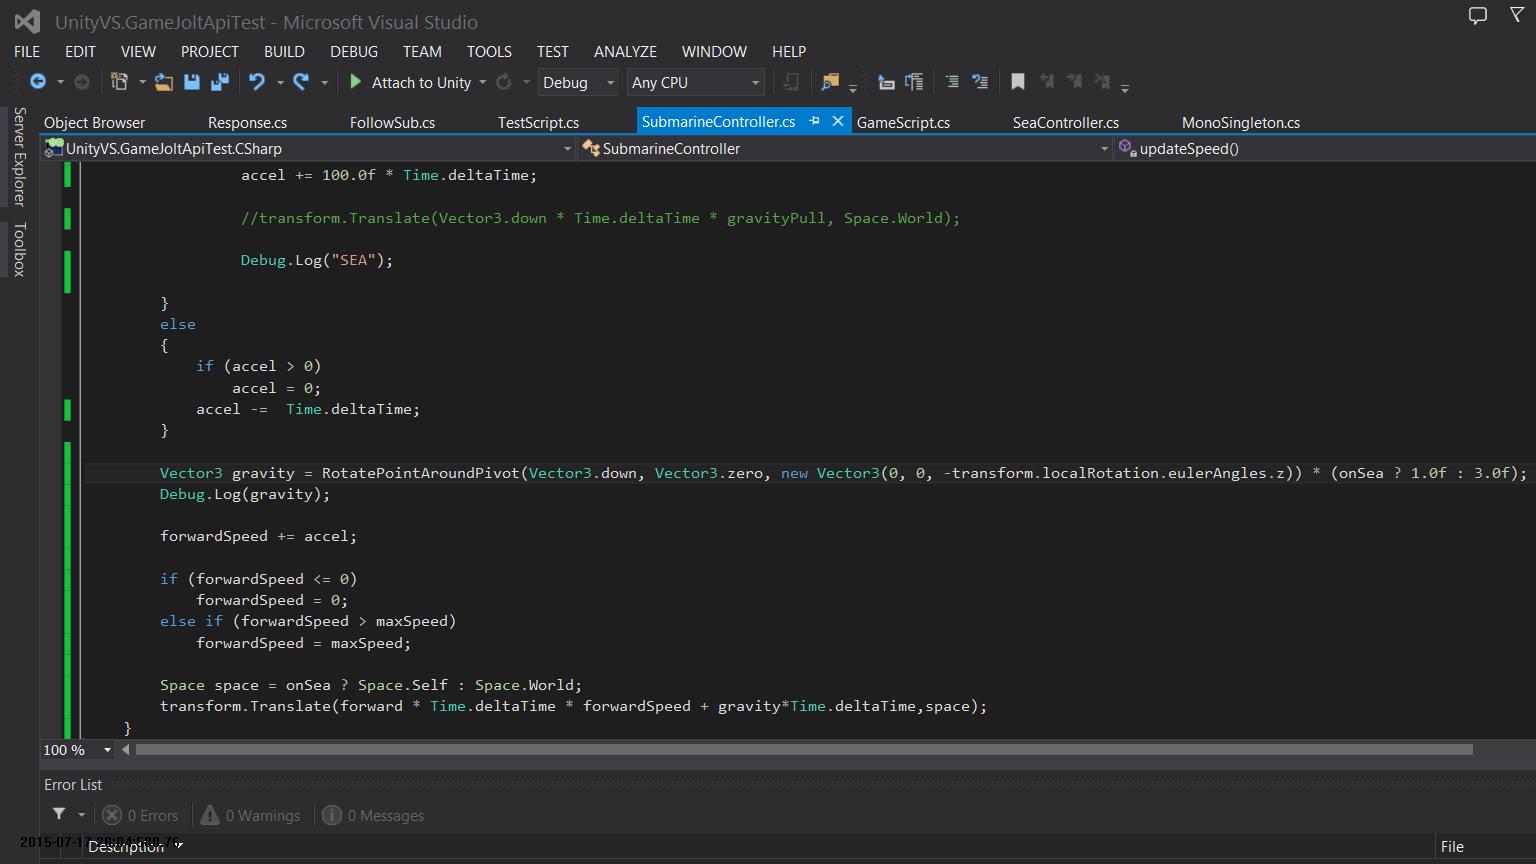 UnityVS.GameJoltApiTest - Microsoft Visual Studio
FILE EDIT VIEW PROJECT BUILD DEBUG TEAM TOOLS TEST ANALYZE WINDOW HELP
Attach to Unity Debug Any CPU
Server Explorer
Toolbox
Object Browser Response.cs FollowSub.cs TestScript.cs SubmarineController.cs GameScript.cs SeaController.cs MonoSingleton.cs
UnityVS.GameJoltApiTest.CSharp SubmarineController updateSpeed()
accel += 100.0f * Time.deltaTime;
//transform.Translate(Vector3.down * Time.deltaTime * gravityPull, Space.World);
Debug.Log("SEA");
}
else
{
if (accel > 0)
accel = 0;
accel -=  Time.deltaTime;
}
Vector3 gravity = RotatePointAroundPivot(Vector3.down, Vector3.zero, new Vector3(0, 0, -transform.localRotation.eulerAngles.z)) * (onSea ? 1.0f : 3.0f);
Debug.Log(gravity);
forwardSpeed += accel;
if (forwardSpeed <= 0)
forwardSpeed = 0;
else if (forwardSpeed > maxSpeed)
forwardSpeed = maxSpeed;
Space space = onSea ? Space.Self : Space.World;
transform.Translate(forward * Time.deltaTime * forwardSpeed + gravity*Time.deltaTime,space);
}
100 %
Error List
0 Errors 0 Warnings 0 Messages
Description File